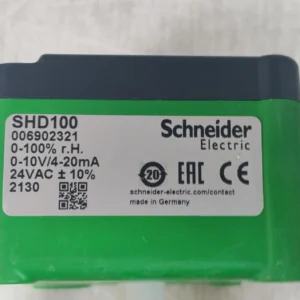 SHD100
006902321
0-100% r.H.
0-10V/4-20mA
24VAC ± 10%
2130
Schneider
Electric
20
schneider-electric.com/contact
made in Germany